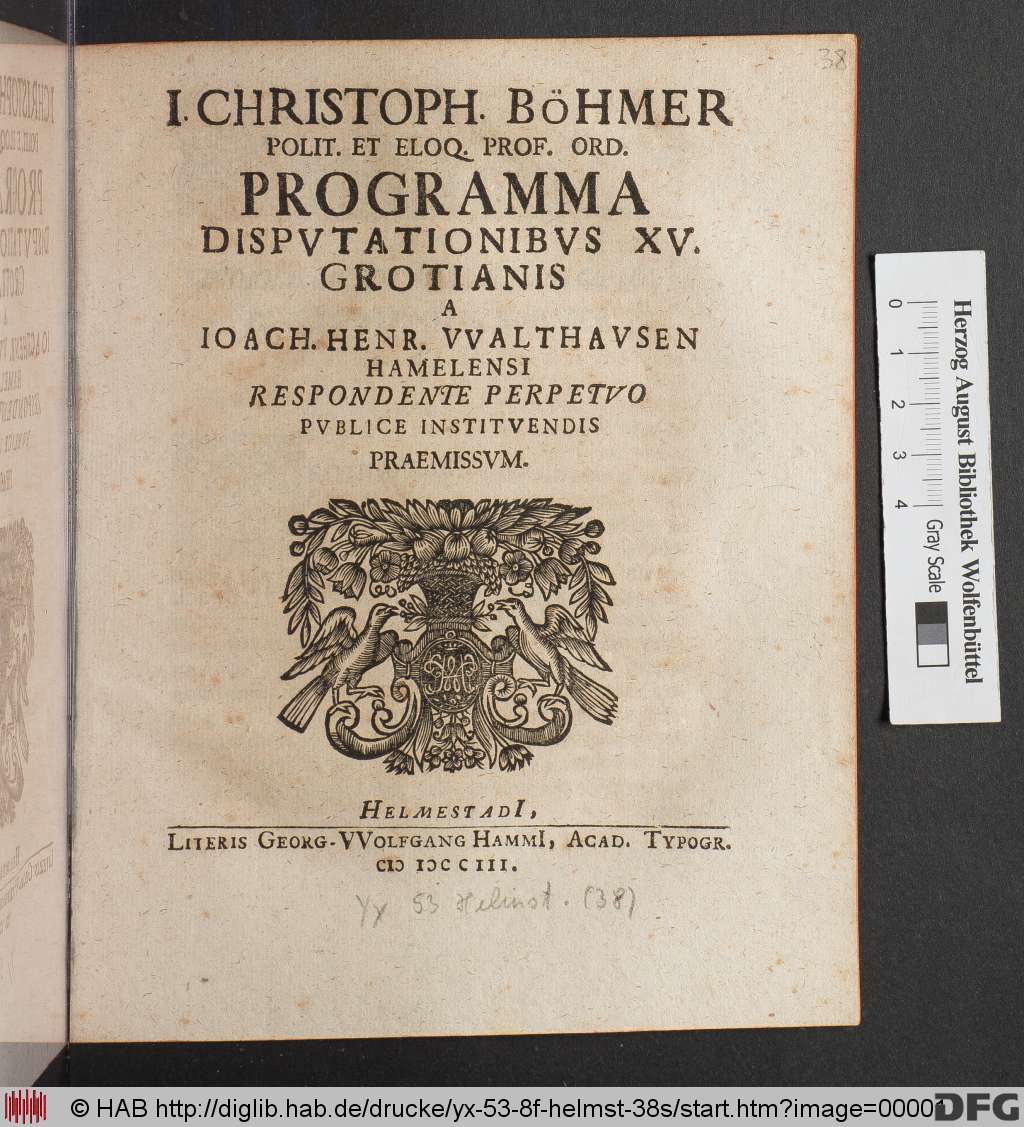 38
I. CHRISTOPH. BÖHMER
POLIT. ET ELOQ. PROF. ORD.
PROGRAMMA
DISPVTATIONIBVS XV.
GROTIANIS
A
IOACH. HENR. VVALTHAVSEN
HAMELENSI
RESPONDENTE PERPETVO
PVBLICE INSTITVENDIS
PRAEMISSVM.
HELMESTADI,
LITERIS GEORG-VVOLFGANG HAMMI, ACAD. TYPOGR.
CIↃ IↃCCIII.
Yx 53 Helmst. (38)
0 1 2 3 4
Gray Scale
Herzog August Bibliothek Wolfenbüttel
© HAB http://diglib.hab.de/drucke/yx-53-8f-helmst-38s/start.htm?image=00001
DFG